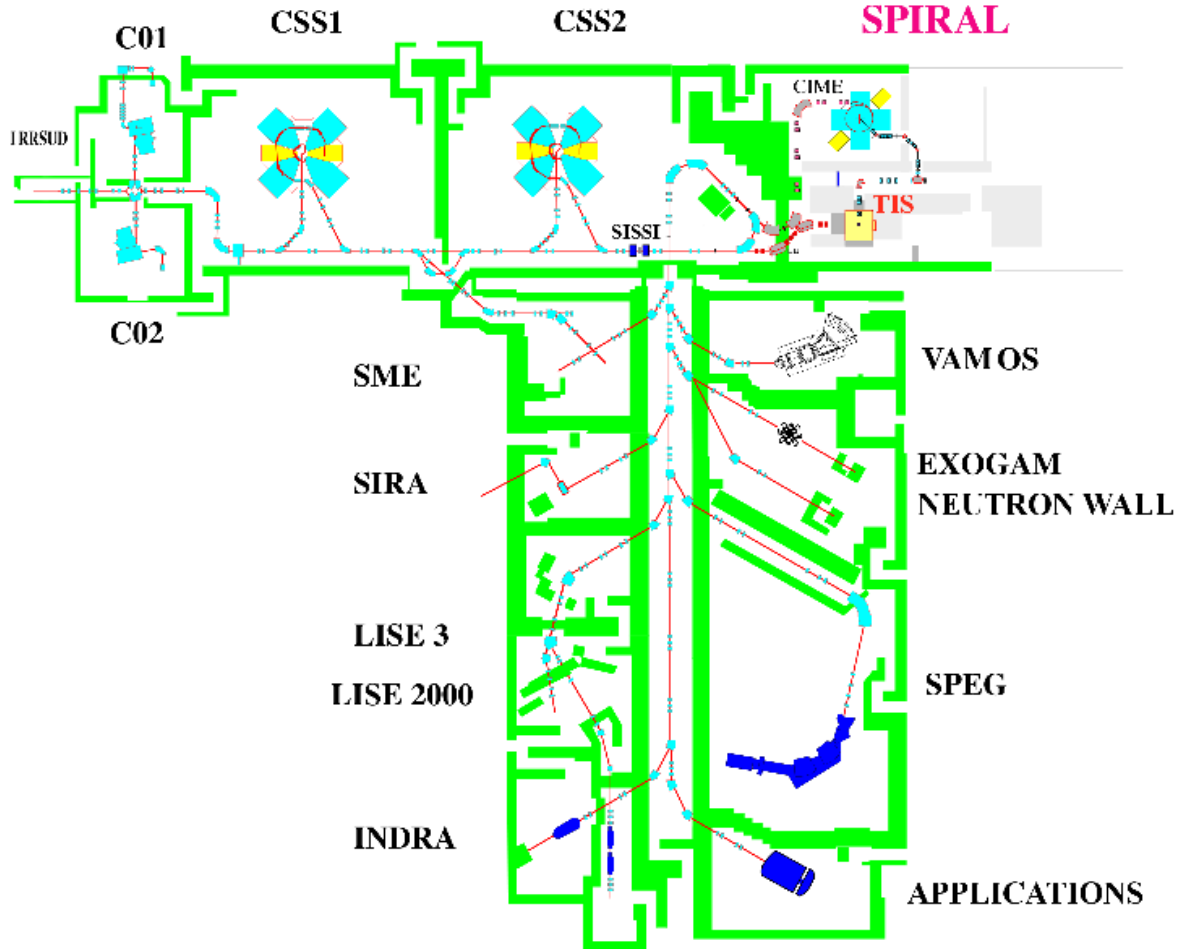 C01
CSS1
CSS2
SPIRAL
CIME
IRRSUD
TIS
SISSI
C02
SME
VAMOS
SIRA
EXOGAM
NEUTRON WALL
LISE 3
LISE 2000
SPEG
INDRA
APPLICATIONS